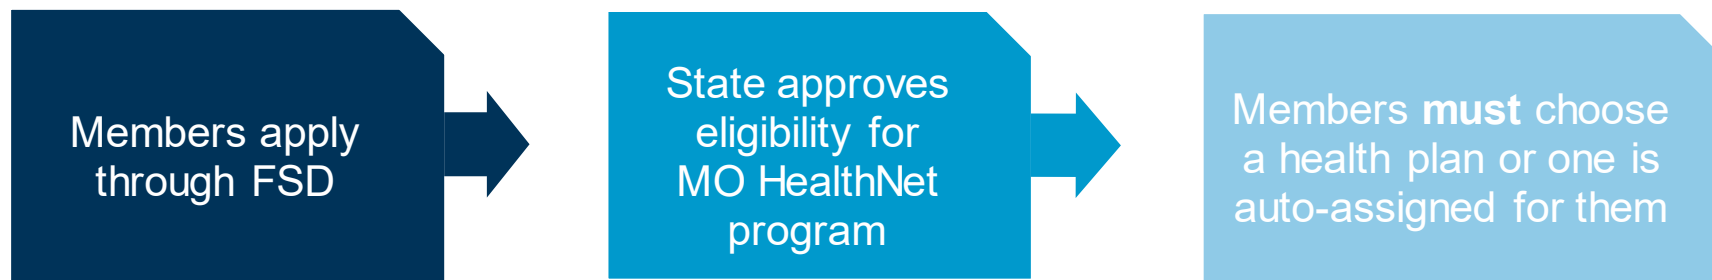 Members apply
through FSD
State approves
eligibility for
MO HealthNet
program
Members must choose
a health plan or one is
auto-assigned for them